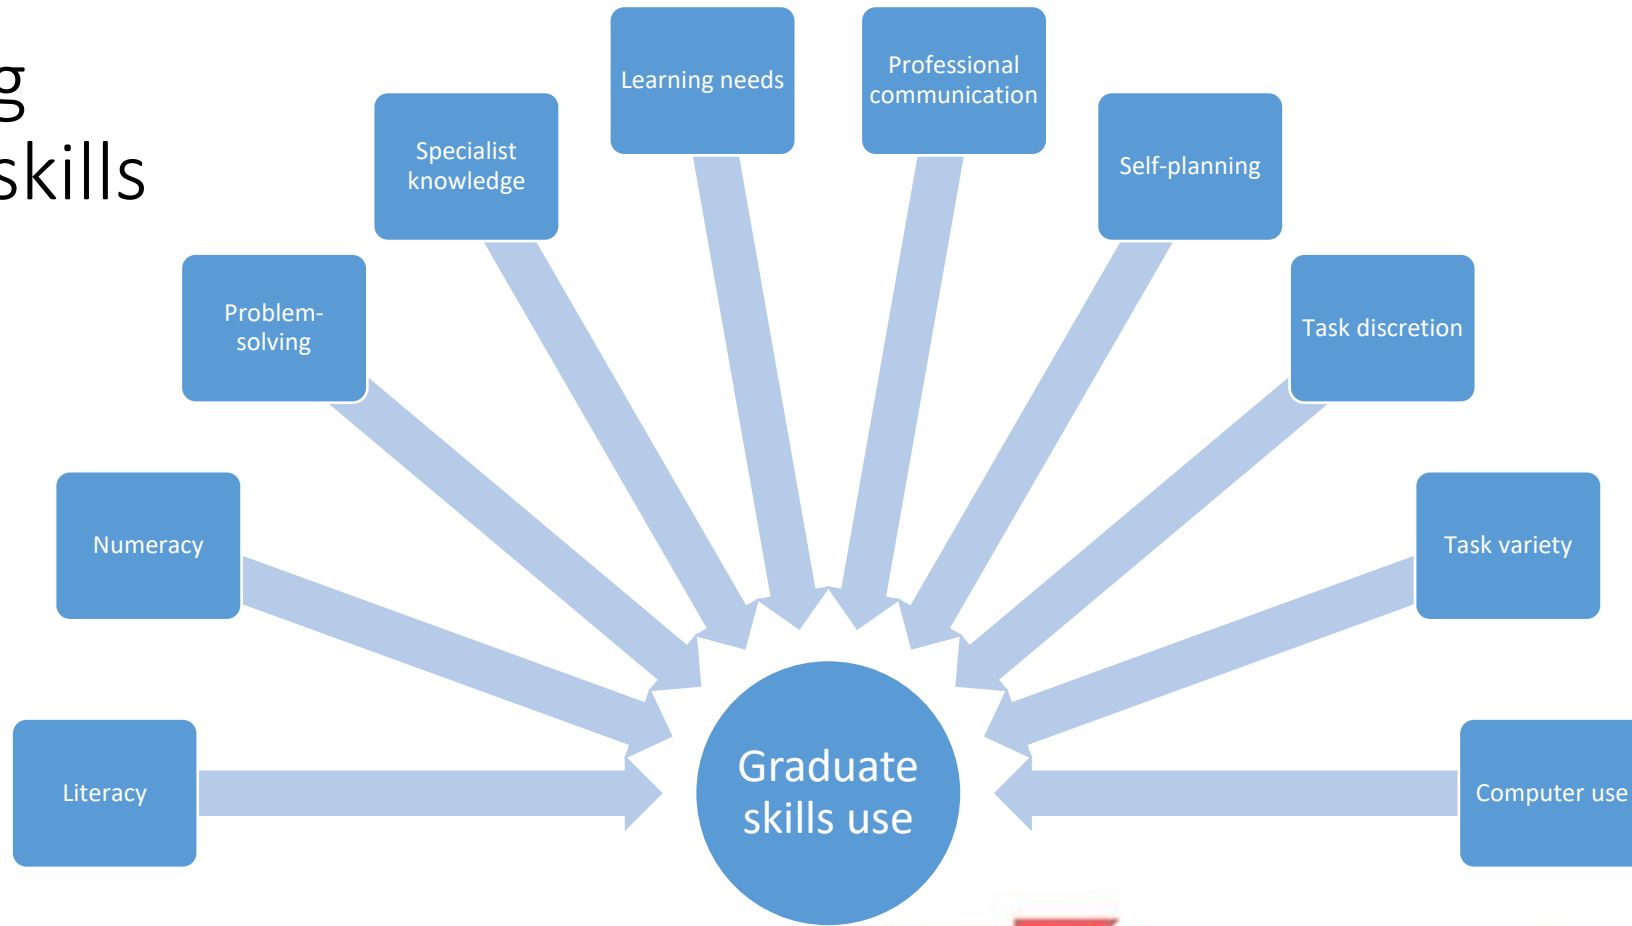 g
skills
Learning needs
Professional
communication
Specialist
knowledge
Self-planning
Problem-
solving
Task discretion
Numeracy
Task variety
Literacy
Graduate
skills use
Computer use